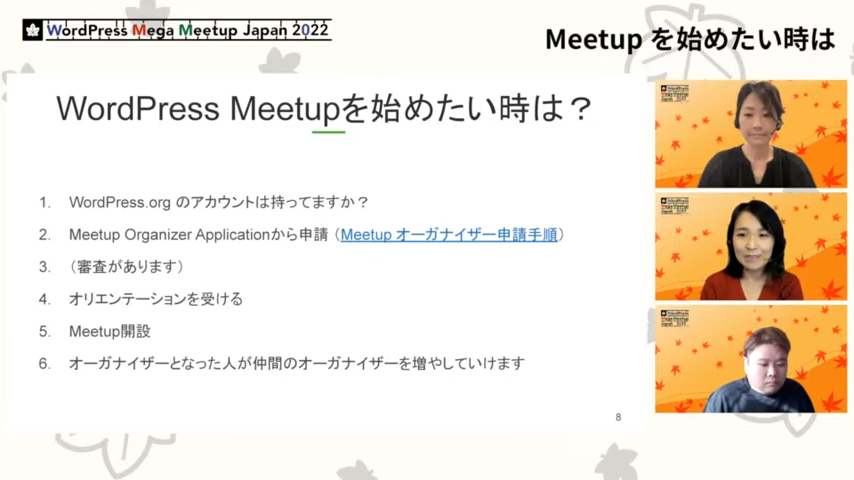 WordPress Mega Meetup Japan 2022
Meetup を始めたい時は
WordPress Meetupを始めたい時は？
1. WordPress.org のアカウントは持ってますか？
2. Meetup Organizer Applicationから申請（Meetup オーガナイザー申請手順）
3. （審査があります）
4. オリエンテーションを受ける
5. Meetup開設
6. オーガナイザーとなった人が仲間のオーガナイザーを増やしていけます
8